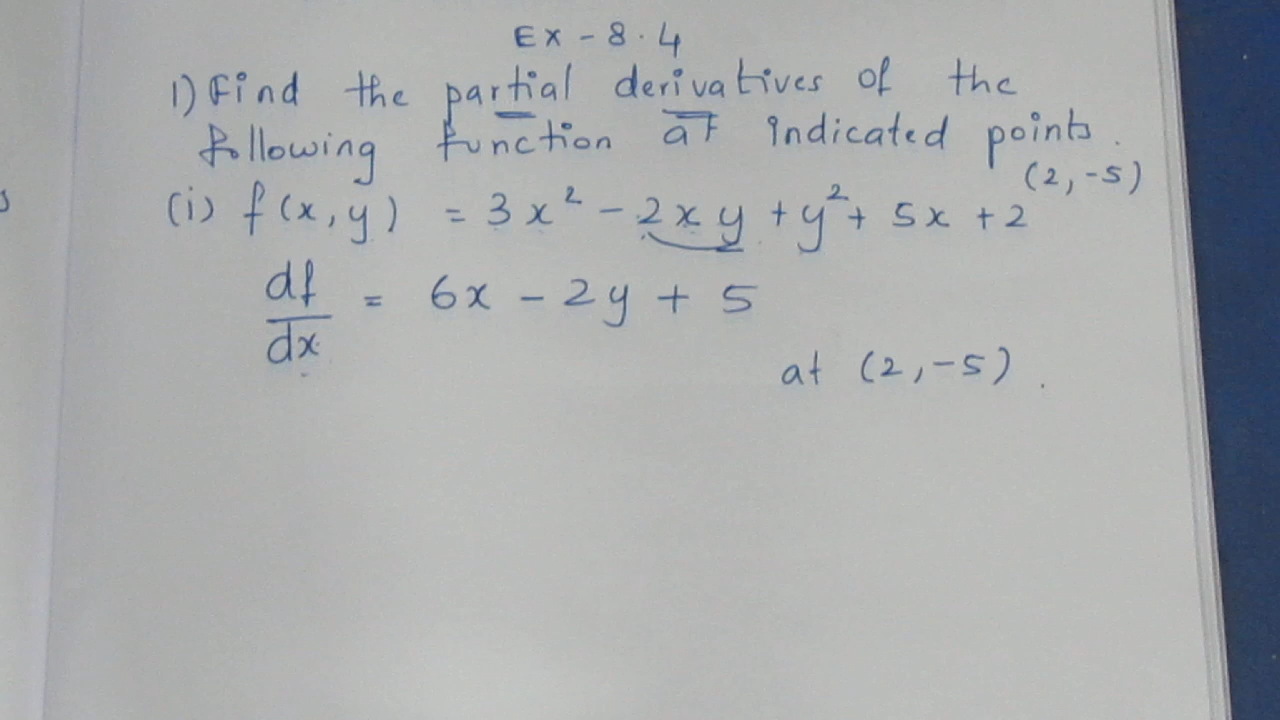 Ex - 8.4
1) Find the partial derivatives of the
following function at indicated points.
(2,-5)
(i) f(x,y) = 3x² - 2xy + y² + 5x + 2
df/dx = 6x - 2y + 5
at (2,-5).